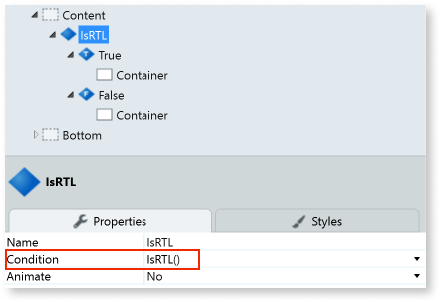 Content
IsRTL
T True
Container
F False
Container
Bottom
IsRTL
Properties Styles
Name IsRTL
Condition IsRTL()
Animate No